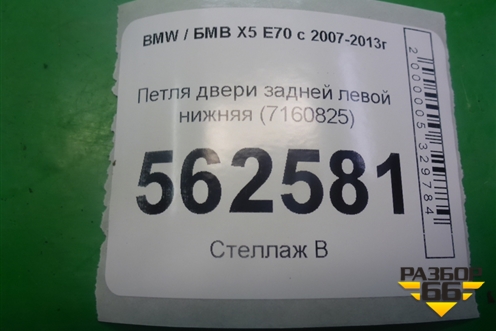 BMW / БМВ X5 E70 с 2007-2013г
Петля двери задней левой
нижняя (7160825)
562581
Стеллаж В
2000005329784
РАЗБОР
66